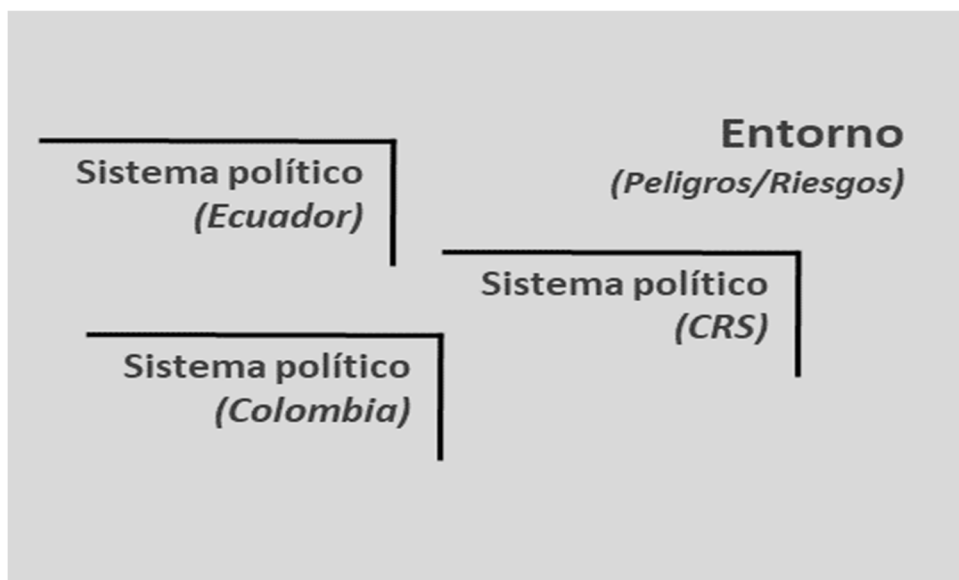 Entorno
(Peligros/Riesgos)
Sistema político
(Ecuador)
Sistema político
(CRS)
Sistema político
(Colombia)